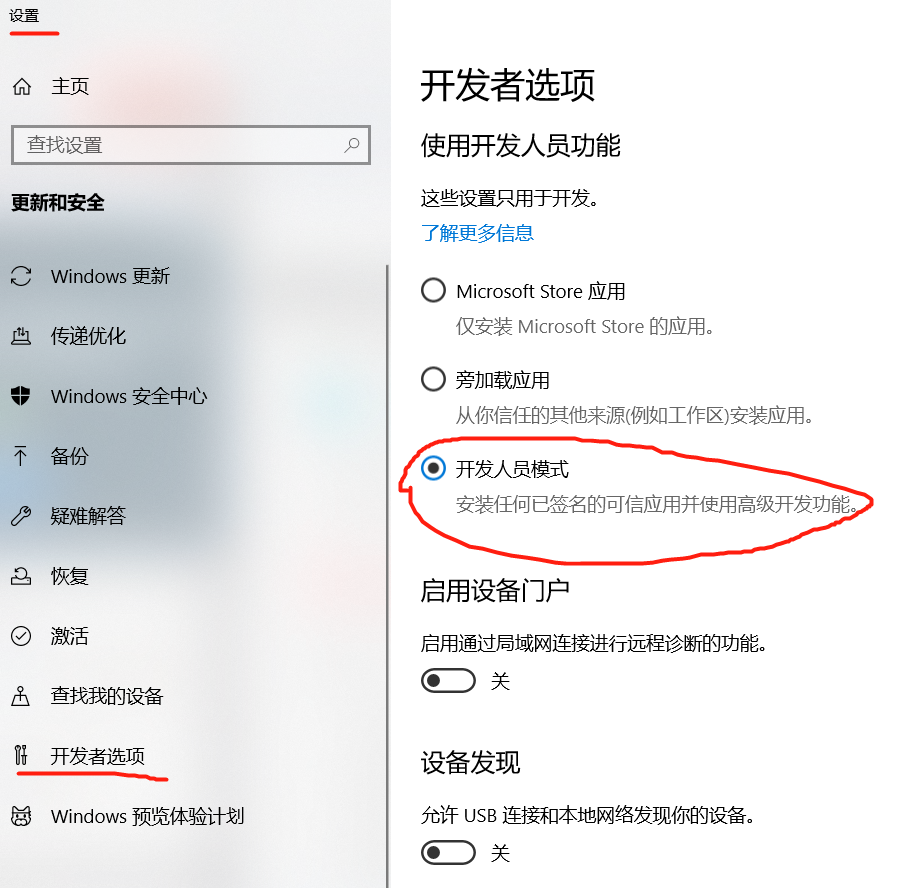 设置
主页
查找设置
更新和安全
Windows 更新
传递优化
Windows 安全中心
备份
疑难解答
恢复
激活
查找我的设备
开发者选项
Windows 预览体验计划
开发者选项
使用开发人员功能
这些设置只用于开发。
了解更多信息
Microsoft Store 应用
仅安装 Microsoft Store 的应用。
旁加载应用
从你信任的其他来源(例如工作区)安装应用。
开发人员模式
安装任何已签名的可信应用并使用高级开发功能。
启用设备门户
启用通过局域网连接进行远程诊断的功能。
关
设备发现
允许 USB 连接和本地网络发现你的设备。
关